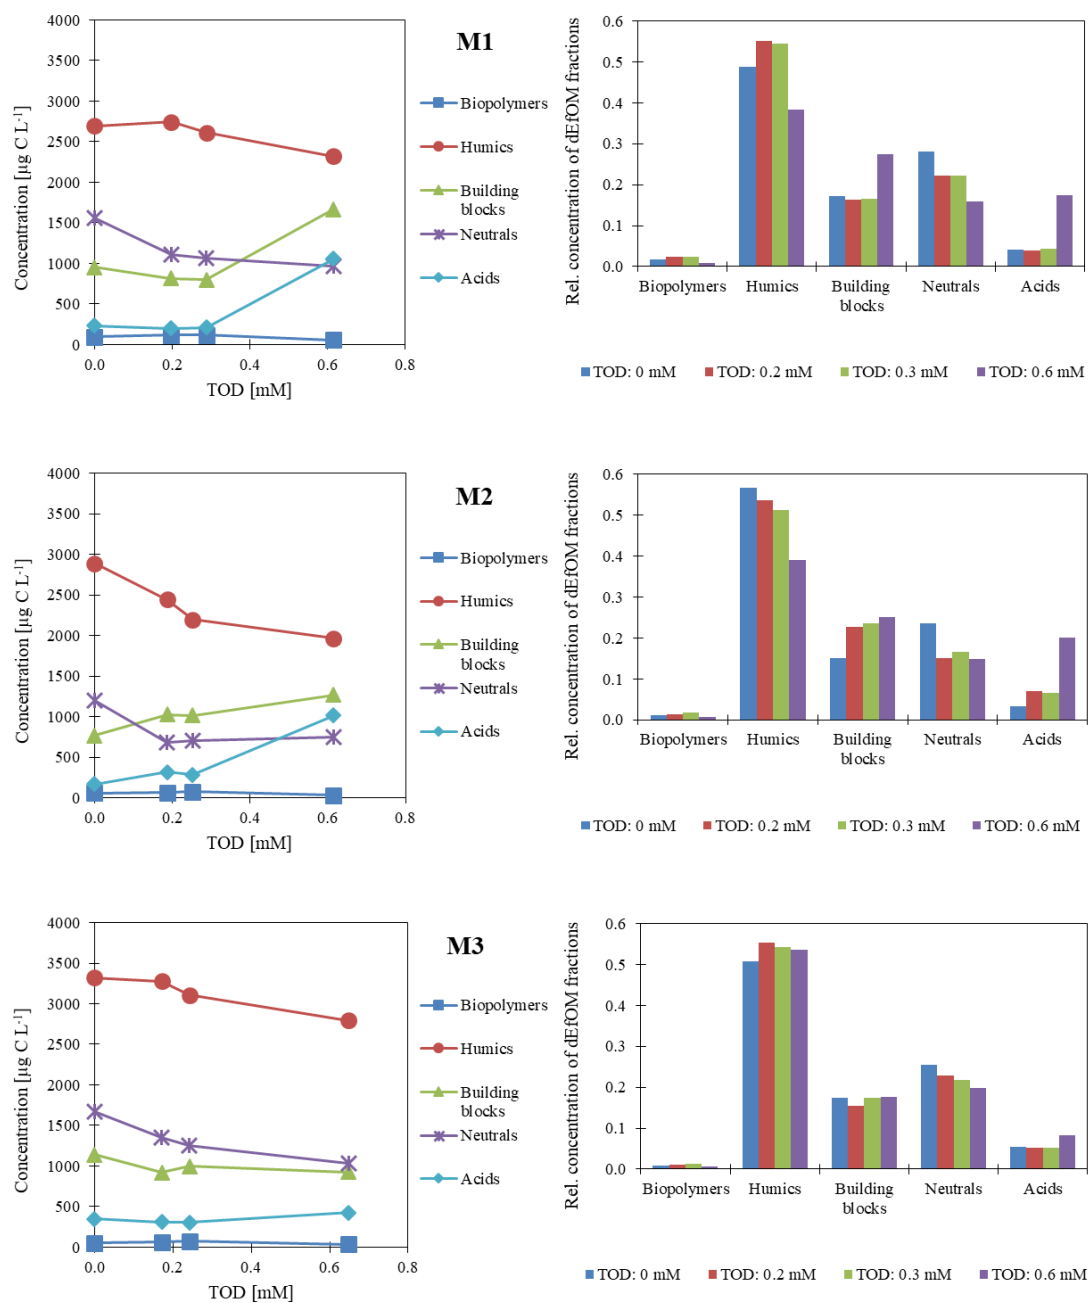 M1
Concentration [µg C L-1]
4000
3500
3000
2500
2000
1500
1000
500
0
0.0 0.2 0.4 0.6 0.8
TOD [mM]
Biopolymers
Humics
Building
blocks
Neutrals
Acids
Rel. concentration of dEfOM fractions
0.6
0.5
0.4
0.3
0.2
0.1
0.0
Biopolymers Humics Building Neutrals Acids
blocks
TOD: 0 mM TOD: 0.2 mM TOD: 0.3 mM TOD: 0.6 mM
M2
Concentration [µg C L-1]
4000
3500
3000
2500
2000
1500
1000
500
0
0.0 0.2 0.4 0.6 0.8
TOD [mM]
Biopolymers
Humics
Building
blocks
Neutrals
Acids
Rel. concentration of dEfOM fractions
0.6
0.5
0.4
0.3
0.2
0.1
0.0
Biopolymers Humics Building Neutrals Acids
blocks
TOD: 0 mM TOD: 0.2 mM TOD: 0.3 mM TOD: 0.6 mM
M3
Concentration [µg C L-1]
4000
3500
3000
2500
2000
1500
1000
500
0
0.0 0.2 0.4 0.6 0.8
TOD [mM]
Biopolymers
Humics
Building
blocks
Neutrals
Acids
Rel. concentration of dEfOM fractions
0.6
0.5
0.4
0.3
0.2
0.1
0.0
Biopolymers Humics Building Neutrals Acids
blocks
TOD: 0 mM TOD: 0.2 mM TOD: 0.3 mM TOD: 0.6 mM